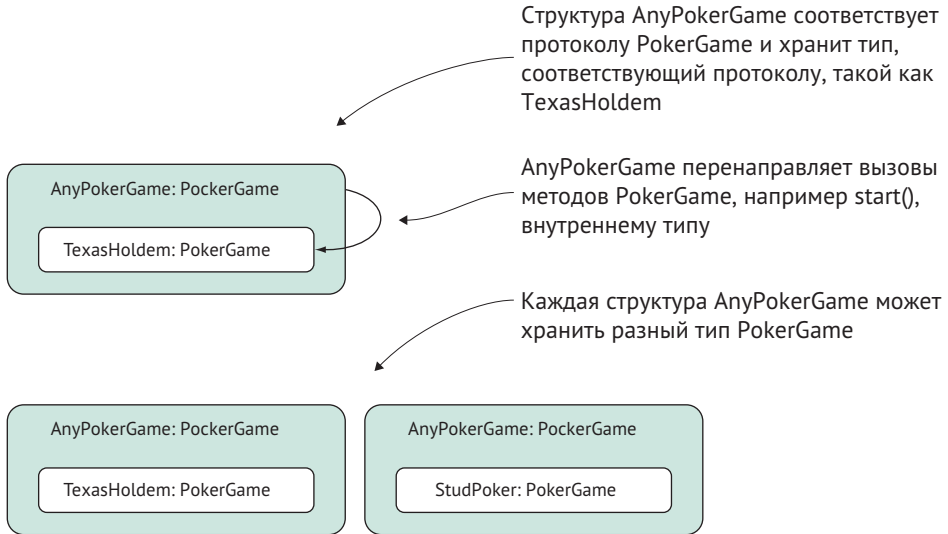 Структура AnyPokerGame соответствует
протоколу PokerGame и хранит тип,
соответствующий протоколу, такой как
TexasHoldem
AnyPokerGame: PockerGame
TexasHoldem: PokerGame
AnyPokerGame перенаправляет вызовы
методов PokerGame, например start(),
внутреннему типу
Каждая структура AnyPokerGame может
хранить разный тип PokerGame
AnyPokerGame: PockerGame
TexasHoldem: PokerGame
AnyPokerGame: PockerGame
StudPoker: PokerGame